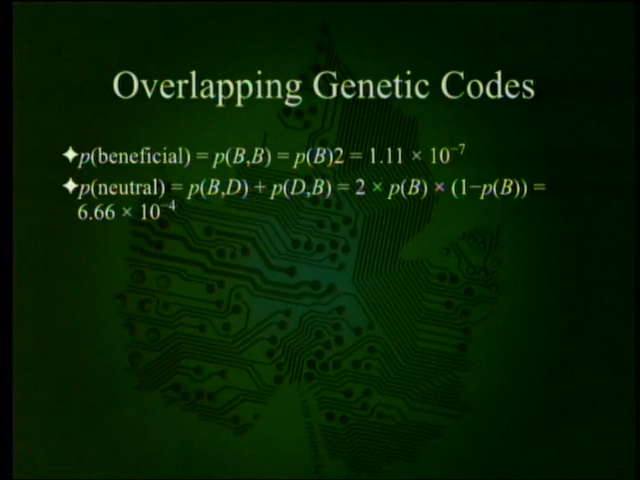 Overlapping Genetic Codes
✦p(beneficial) = p(B,B) = p(B)2 = 1.11 × 10⁻⁷
✦p(neutral) = p(B,D) + p(D,B) = 2 × p(B) × (1−p(B)) =
6.66 × 10⁻⁴